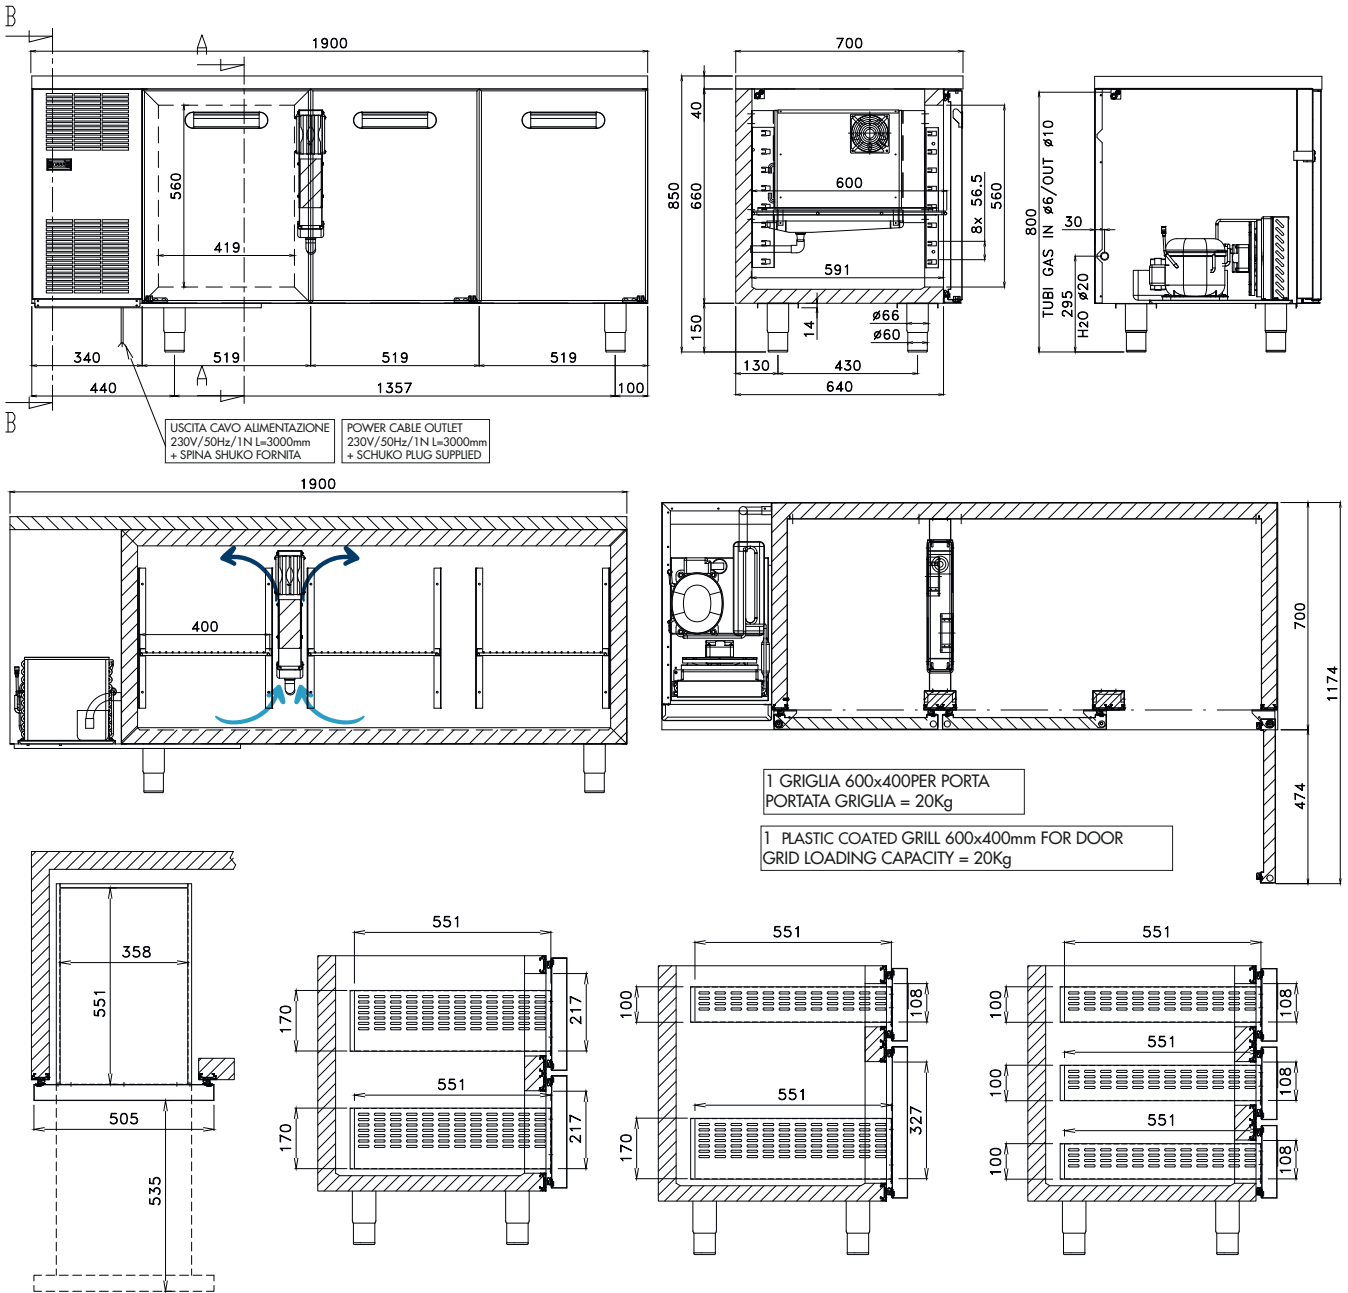 B
A
1900
560
419
340
519
519
519
440
A
1357
100
B
USCITA CAVO ALIMENTAZIONE
230V/50Hz/1N L=3000mm
+ SPINA SHUKO FORNITA
POWER CABLE OUTLET
230V/50Hz/1N L=3000mm
+ SCHUKO PLUG SUPPLIED
700
40
850
660
600
8x 56.5
560
591
150
14
ø66
ø60
130
430
640
800
TUBI GAS IN ø6/OUT ø10
30
295
H2O ø20
1900
400
700
1174
474
1 GRIGLIA 600x400PER PORTA
PORTATA GRIGLIA = 20Kg
1 PLASTIC COATED GRILL 600x400mm FOR DOOR
GRID LOADING CAPACITY = 20Kg
358
551
505
535
551
170
217
551
170
217
551
100
108
551
170
327
551
100
108
551
100
108
551
100
108